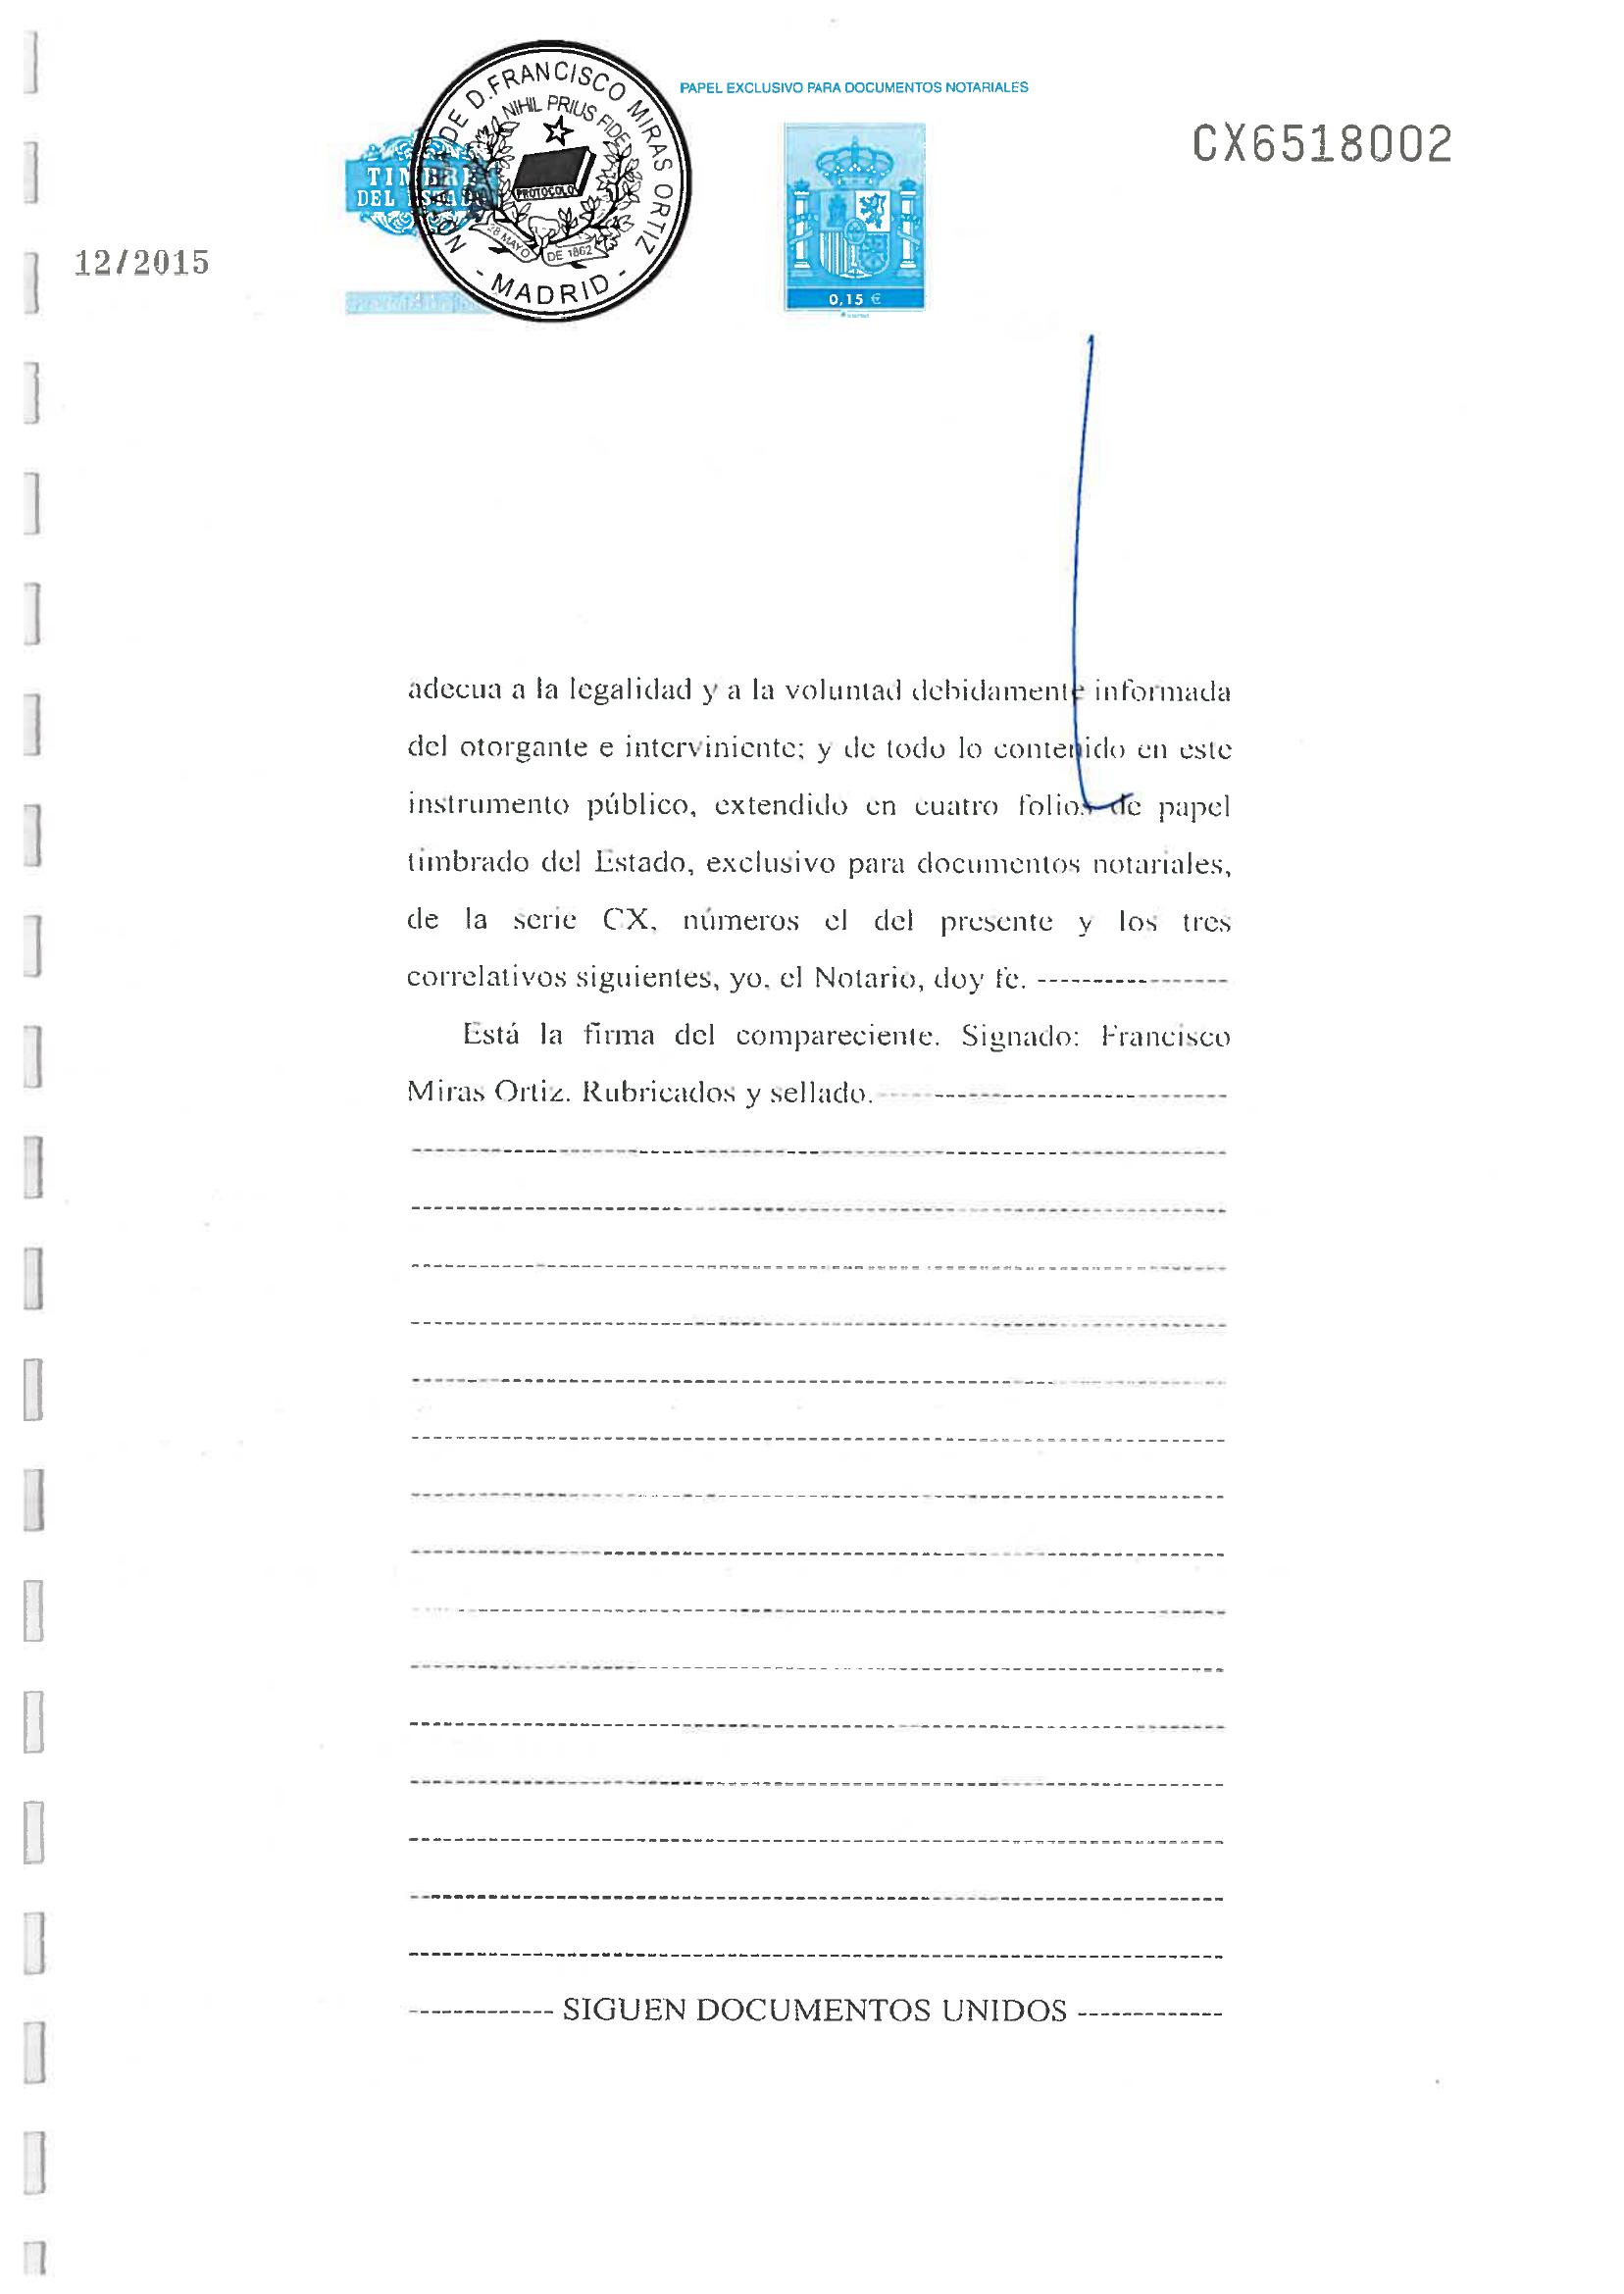 PAPEL EXCLUSIVO PARA DOCUMENTOS NOTARIALES
CX6518002
12/2015
TIMBRE
DEL ESTADO
NOTARÍA DE D. FRANCISCO MIRAS ORTIZ
- MADRID -
NIHIL PRIUS FIDE
PROTOCOLO
28 MAYO DE 1862
0,15 €
adecua a la legalidad y a la voluntad debidamente informada
del otorgante e interviniente; y de todo lo contenido en este
instrumento público, extendido en cuatro folios de papel
timbrado del Estado, exclusivo para documentos notariales,
de la serie CX, números el del presente y los tres
correlativos siguientes, yo, el Notario, doy fe. -----------------
Está la firma del compareciente. Signado: Francisco
Miras Ortiz. Rubricados y sellado. -----------------------------
------------ SIGUEN DOCUMENTOS UNIDOS ------------